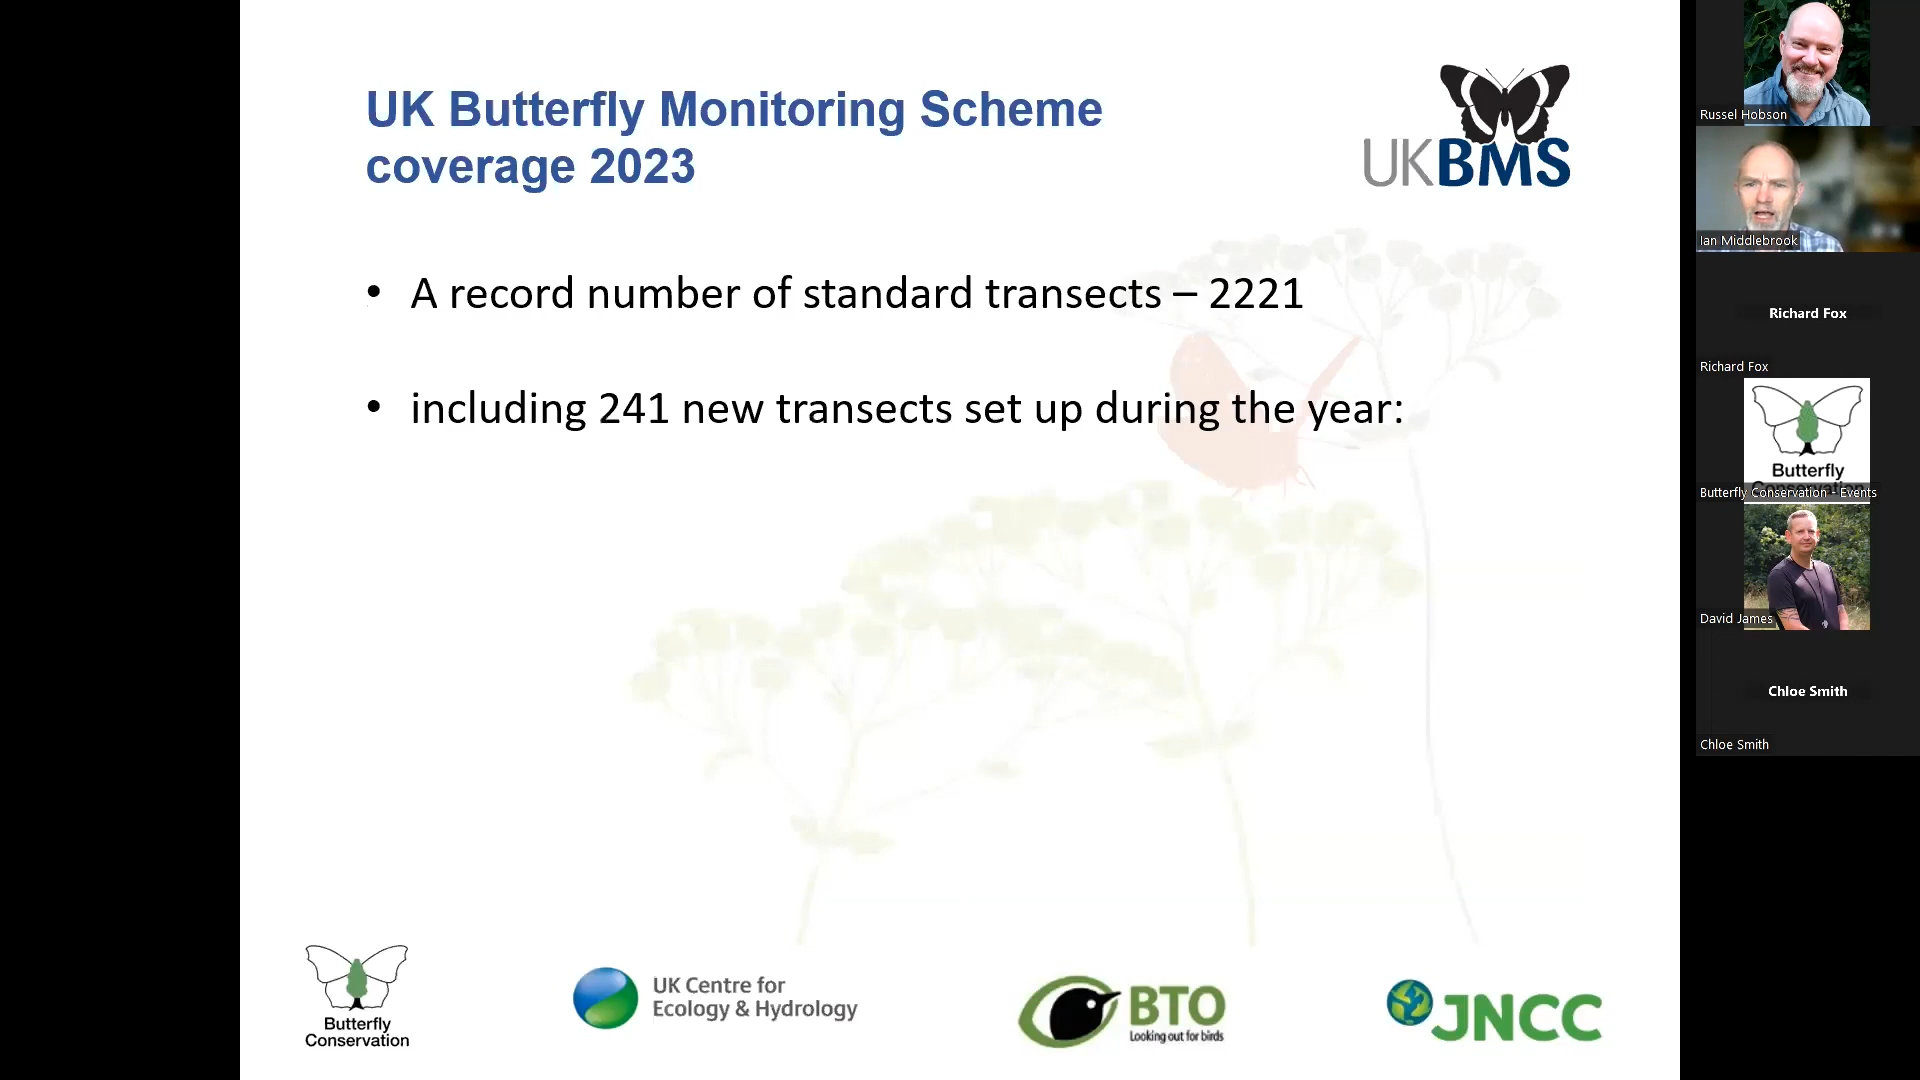 UK Butterfly Monitoring Scheme
coverage 2023
UKBMS
• A record number of standard transects – 2221
• including 241 new transects set up during the year:
Butterfly
Conservation
UK Centre for
Ecology & Hydrology
BTO
Looking out for birds
JNCC
Russel Hobson
Ian Middlebrook
Richard Fox
Richard Fox
Butterfly
Conservation
Butterfly Conservation - Events
David James
Chloe Smith
Chloe Smith